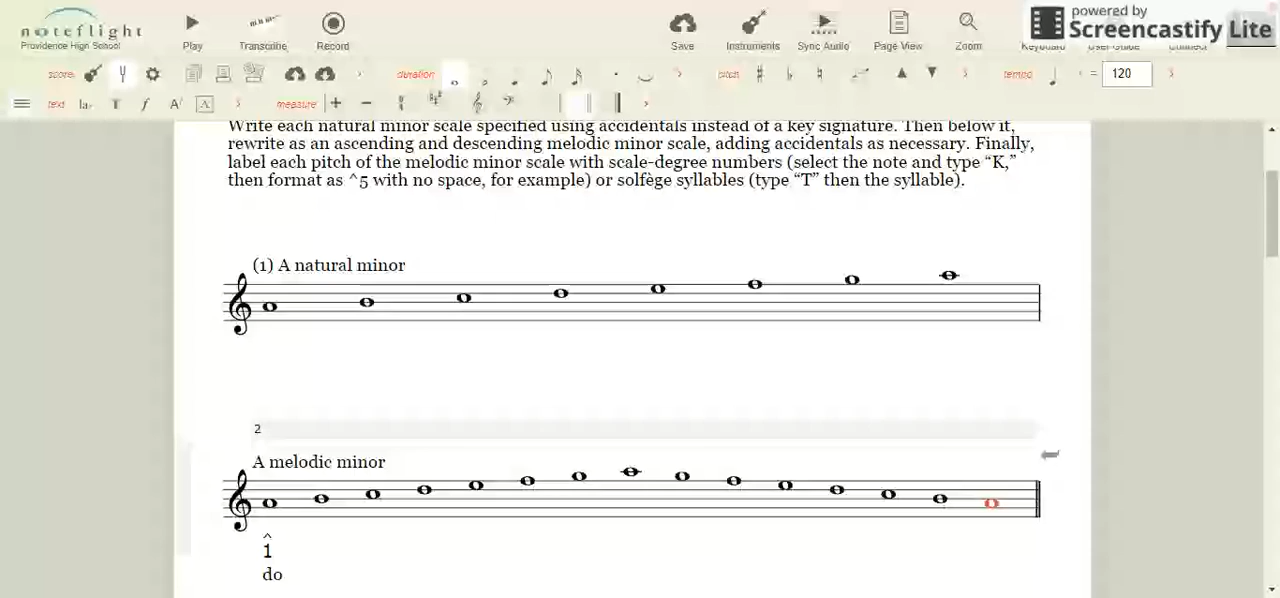 noteflight
Providence High School
Play
Transcribe
Record
Save
Instruments
Sync Audio
Page View
Zoom
powered by
Screencastify Lite
Keyboard
User Guide
Connect
score
duration
pitch
tempo
= 120
text
la-
T
f
A
A
measure
Write each natural minor scale specified using accidentals instead of a key signature. Then below it,
rewrite as an ascending and descending melodic minor scale, adding accidentals as necessary. Finally,
label each pitch of the melodic minor scale with scale-degree numbers (select the note and type “K,”
then format as ^5 with no space, for example) or solfège syllables (type “T” then the syllable).
(1) A natural minor
2
A melodic minor
^
1
do